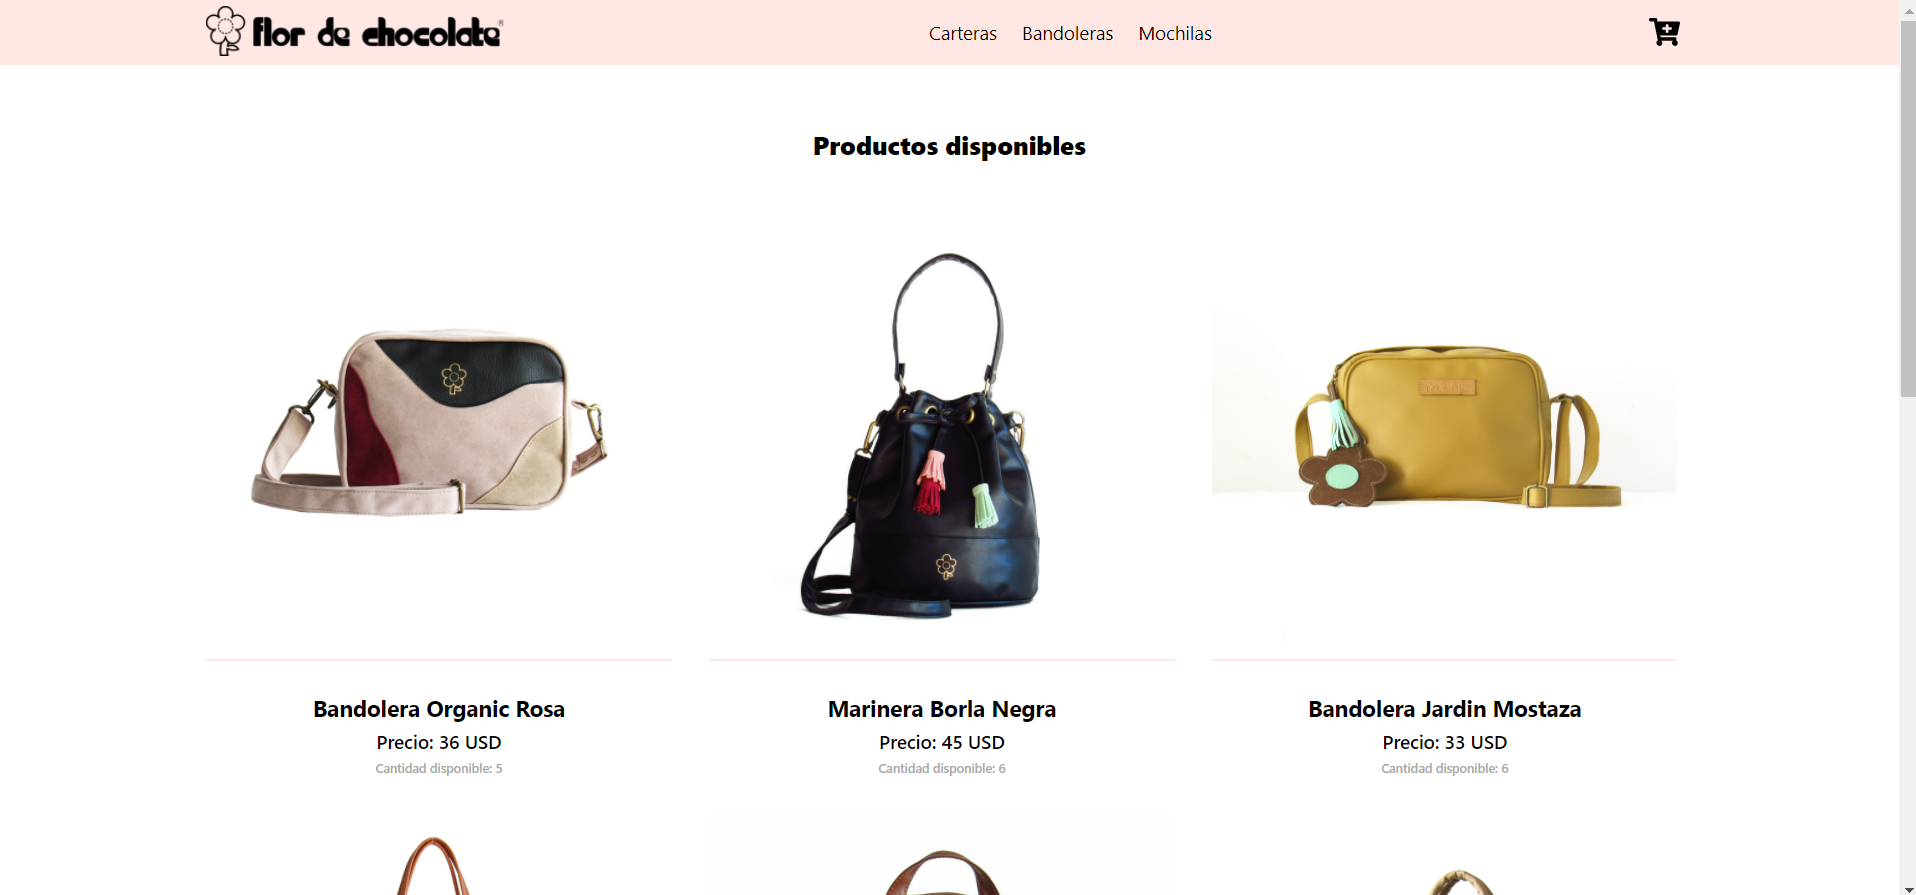 flor de chocolate®
Carteras Bandoleras Mochilas
Productos disponibles
Bandolera Organic Rosa
Precio: 36 USD
Cantidad disponible: 5
Marinera Borla Negra
Precio: 45 USD
Cantidad disponible: 6
Bandolera Jardin Mostaza
Precio: 33 USD
Cantidad disponible: 6